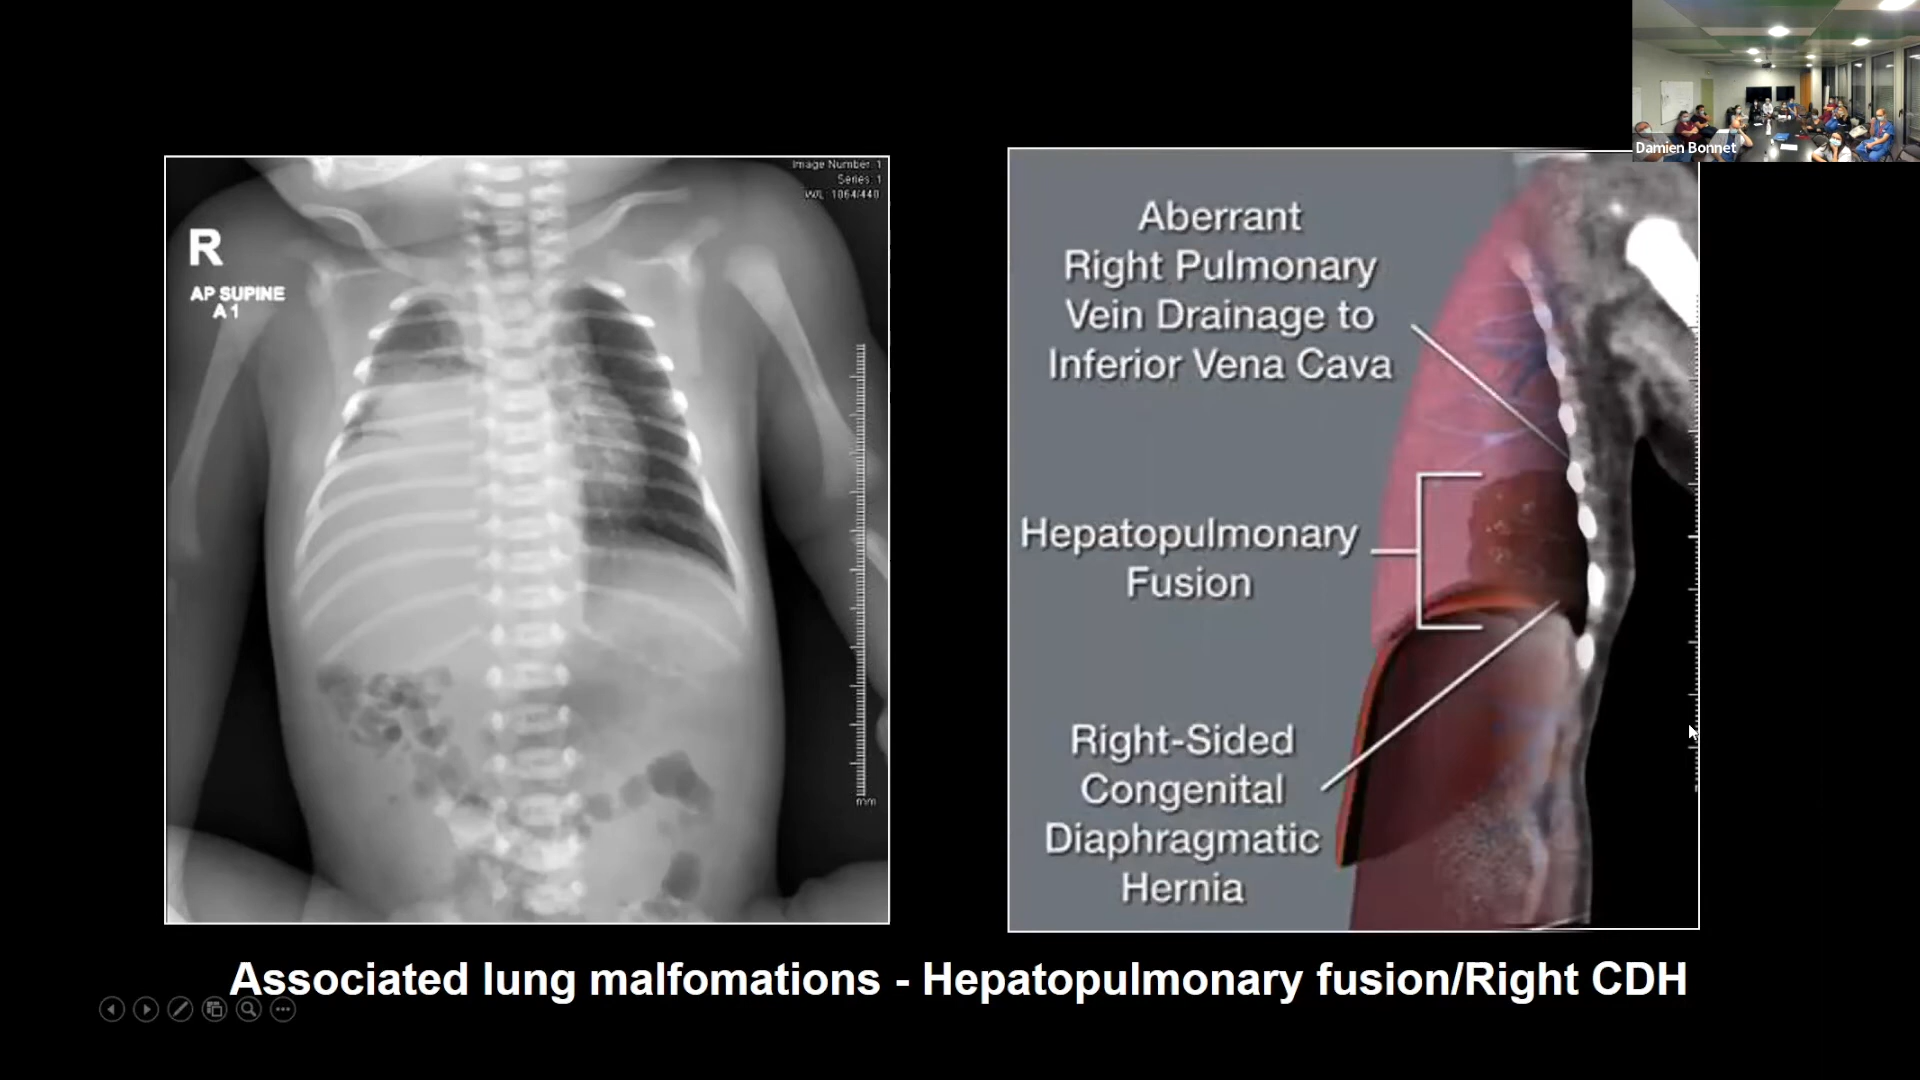 Damien Bonnet
Image Number: 1
Series: 1
W/L: 1064/440
R
AP SUPINE
A1
mm
Aberrant
Right Pulmonary
Vein Drainage to
Inferior Vena Cava
Hepatopulmonary
Fusion
Right-Sided
Congenital
Diaphragmatic
Hernia
Associated lung malfomations - Hepatopulmonary fusion/Right CDH